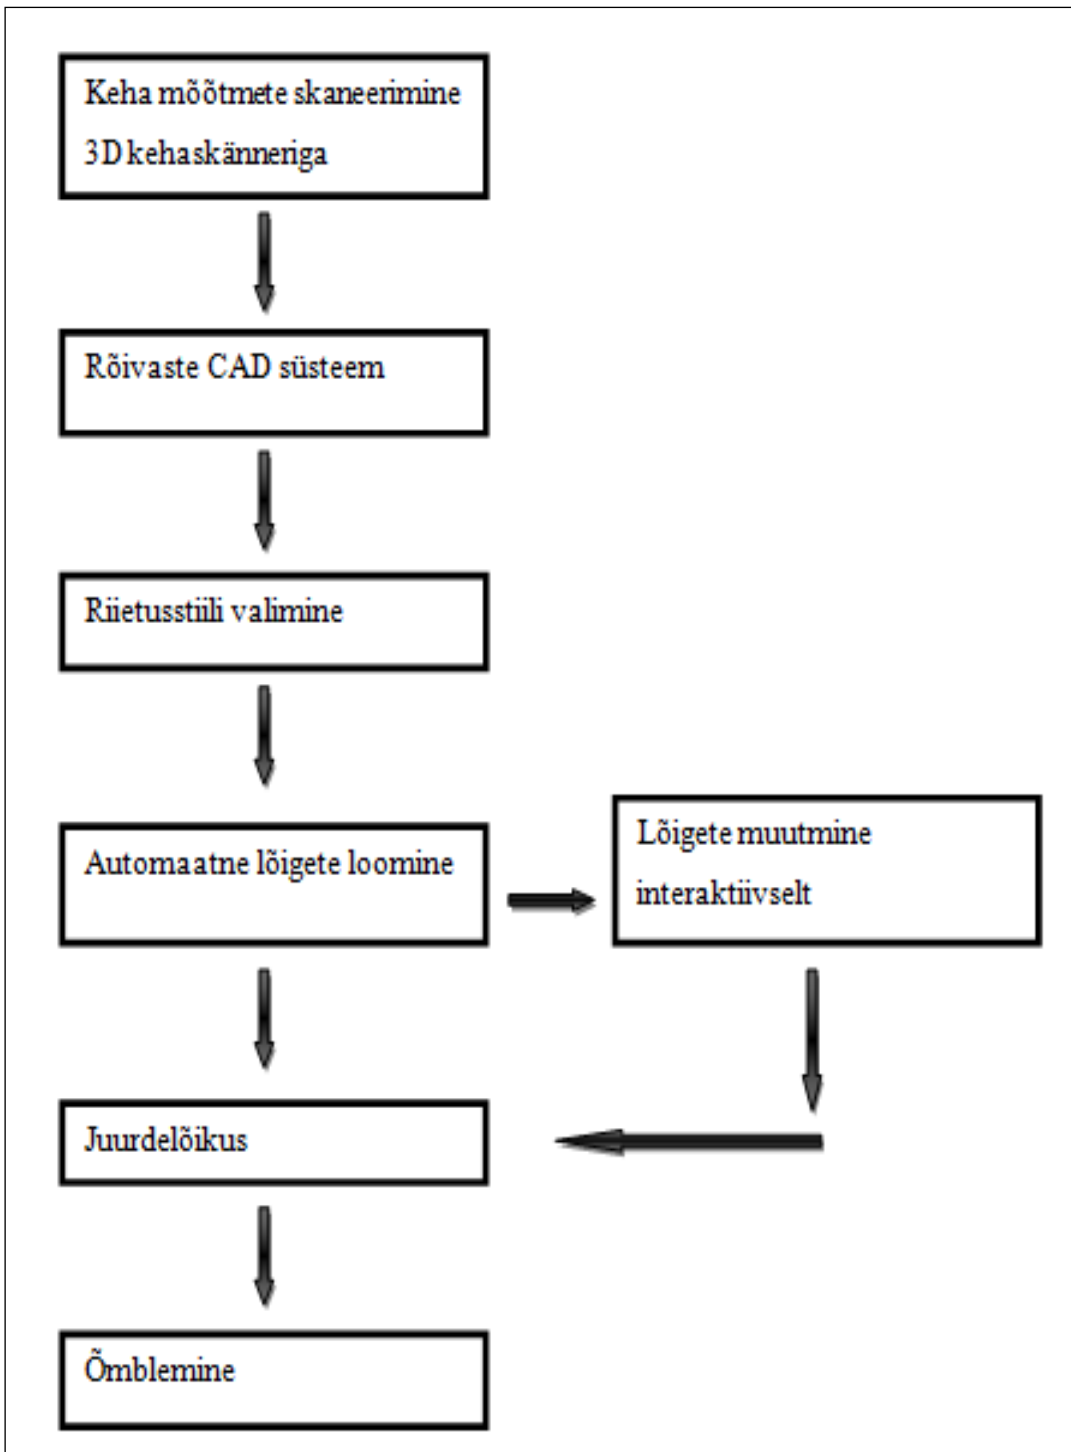 Keha mõõtmete skaneerimine
3D kehaskänneriga
Rõivaste CAD süsteem
Riietusstiili valimine
Automaatne lõigete loomine
Lõigete muutmine
interaktiivselt
Juurdelõikus
Õmblemine